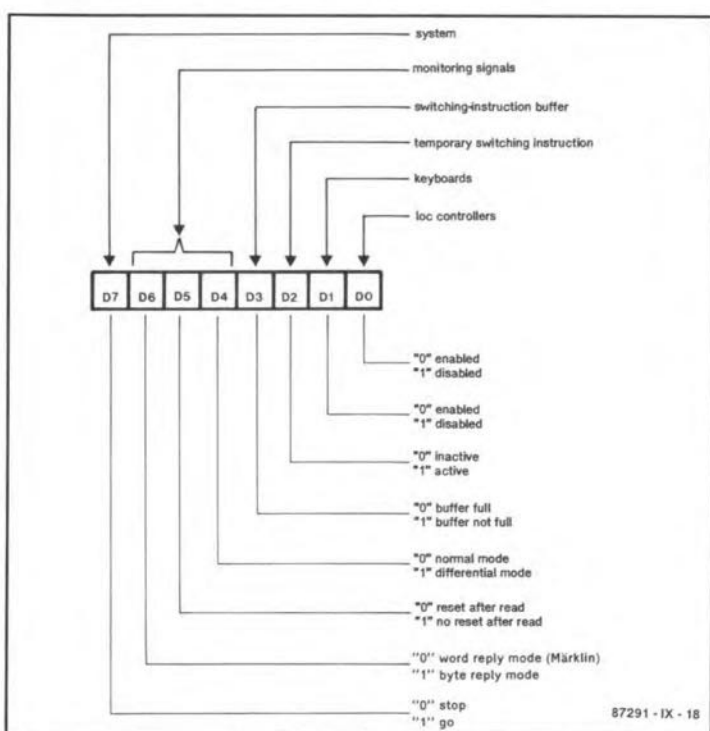 system
monitoring signals
switching-instruction buffer
temporary switching instruction
keyboards
loc controllers
D7 D6 D5 D4 D3 D2 D1 D0
"0" enabled
"1" disabled
"0" enabled
"1" disabled
"0" inactive
"1" active
"0" buffer full
"1" buffer not full
"0" normal mode
"1" differential mode
"0" reset after read
"1" no reset after read
"0" word reply mode (Märklin)
"1" byte reply mode
"0" stop
"1" go
87291 - IX - 18